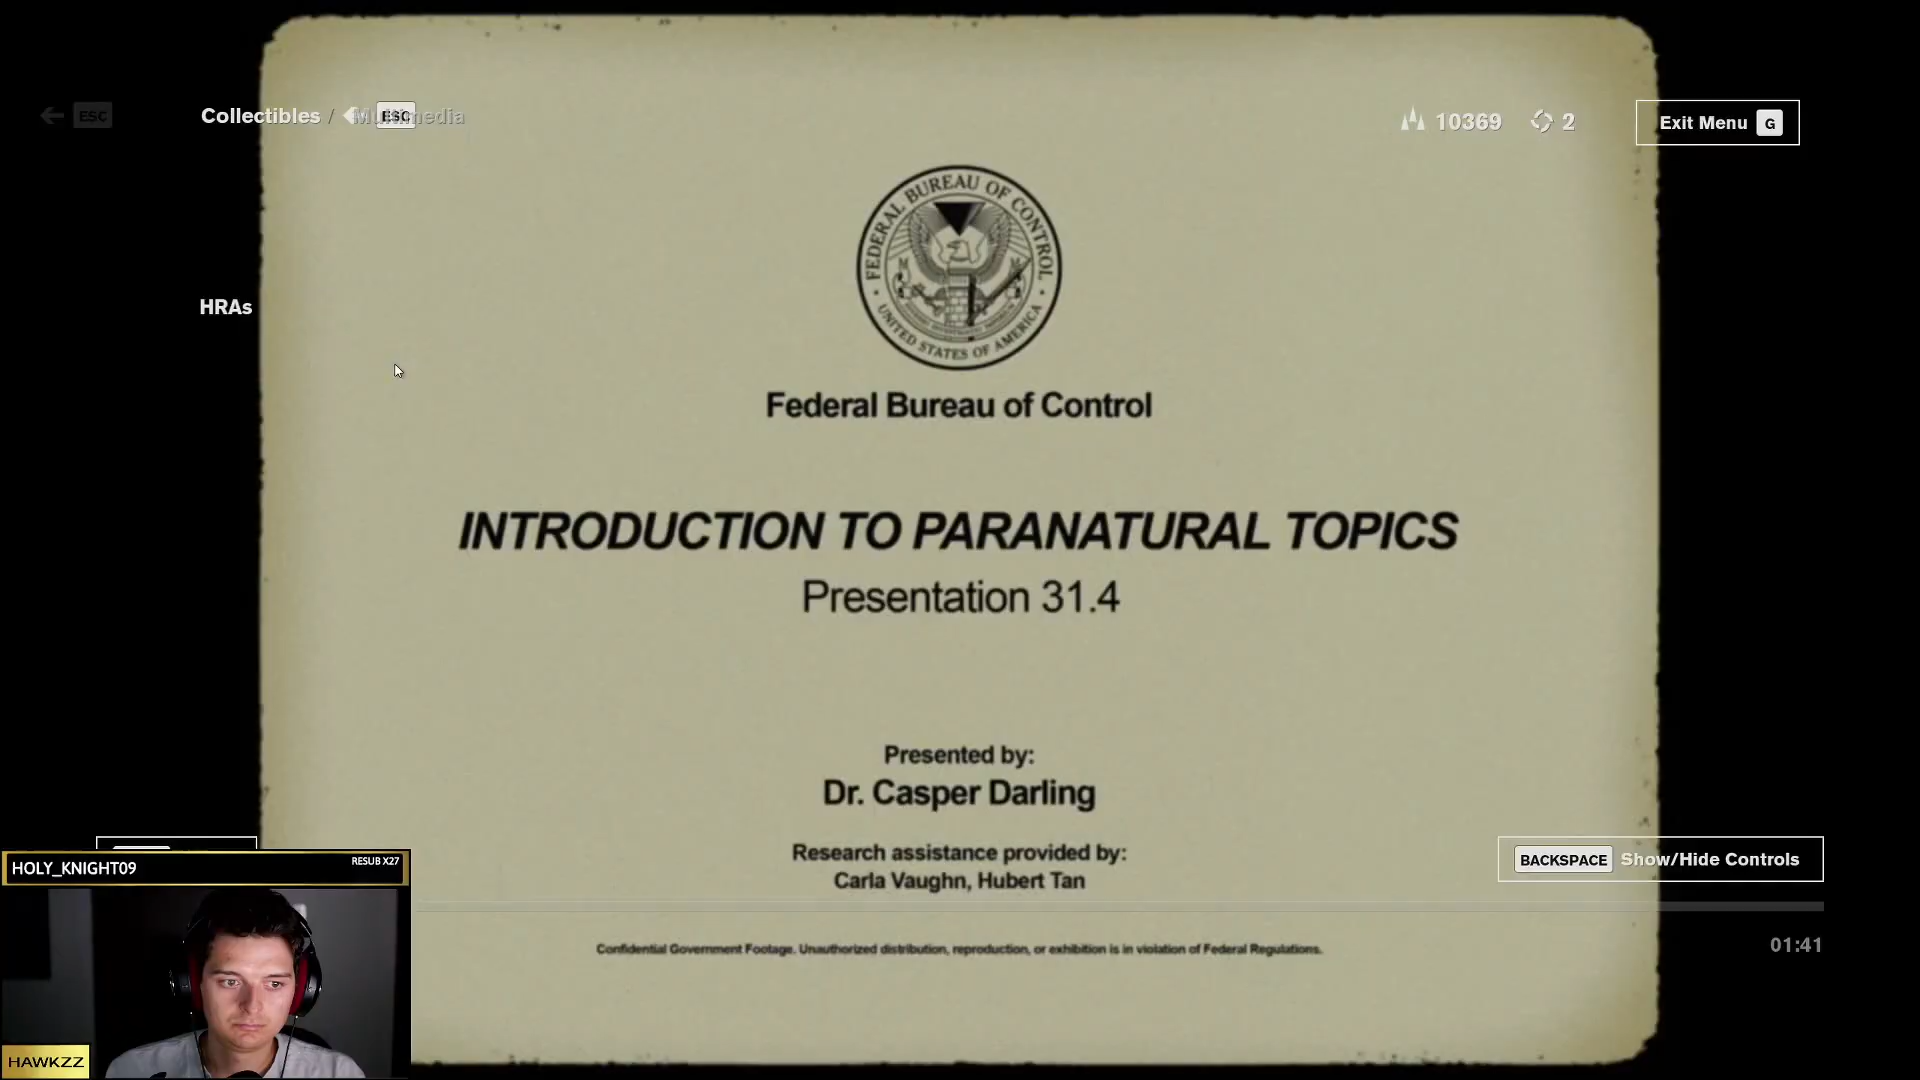 ESC
Collectibles / ESC Multimedia
10369
2
Exit Menu G
FEDERAL BUREAU OF CONTROL
UNITED STATES OF AMERICA
HRAs
Federal Bureau of Control
INTRODUCTION TO PARANATURAL TOPICS
Presentation 31.4
Presented by:
Dr. Casper Darling
Research assistance provided by:
Carla Vaughn, Hubert Tan
BACKSPACE Show/Hide Controls
HOLY_KNIGHT09
RESUB X27
Confidential Government Footage. Unauthorized distribution, reproduction, or exhibition is in violation of Federal Regulations.
01:41
HAWKZZ